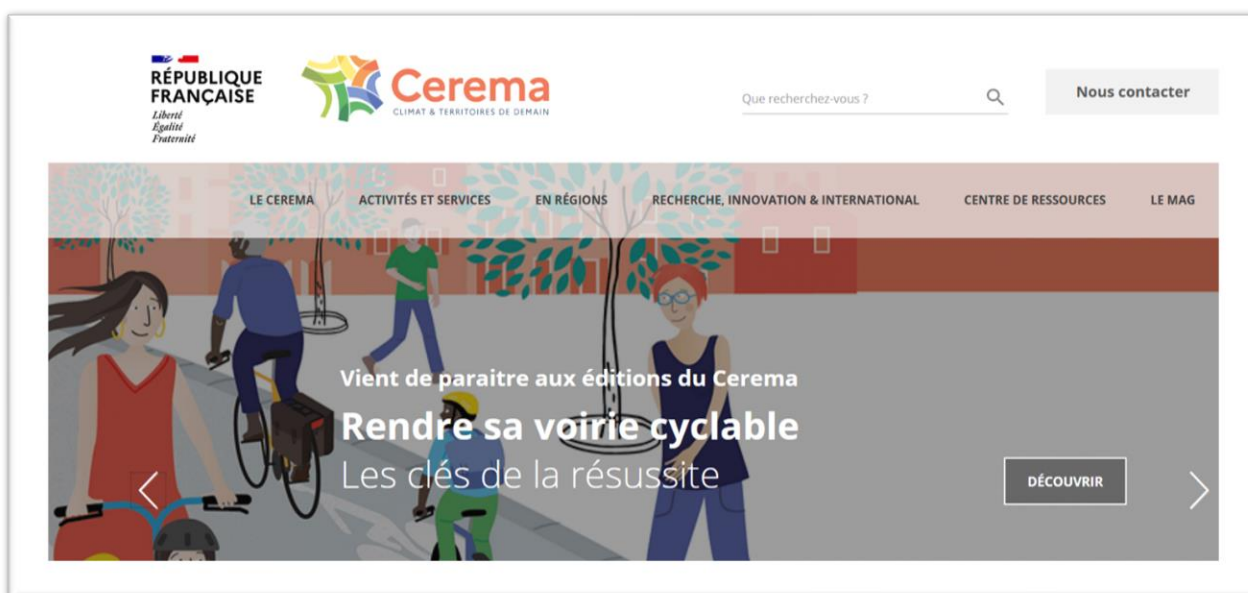 RÉPUBLIQUE
FRANÇAISE
Liberté
Égalité
Fraternité
Cerema
CLIMAT & TERRITOIRES DE DEMAIN
Que recherchez-vous ?
Nous contacter
LE CEREMA ACTIVITÉS ET SERVICES EN RÉGIONS RECHERCHE, INNOVATION & INTERNATIONAL CENTRE DE RESSOURCES LE MAG
Vient de paraitre aux éditions du Cerema
Rendre sa voirie cyclable
Les clés de la résussite
DÉCOUVRIR